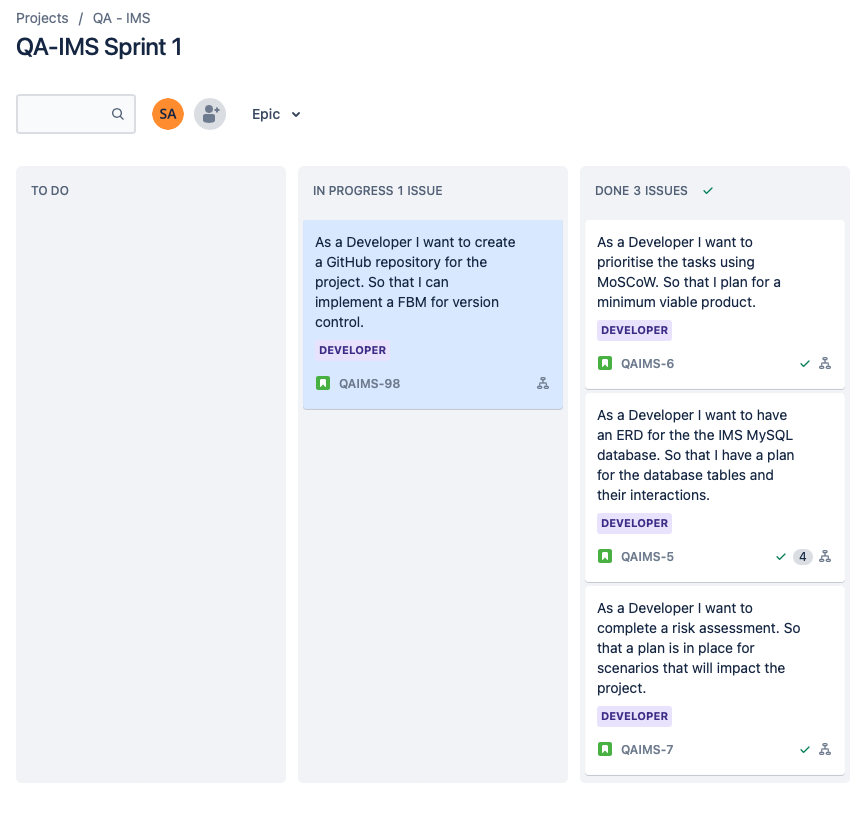 Projects / QA - IMS
QA-IMS Sprint 1
SA
Epic
TO DO
IN PROGRESS 1 ISSUE
As a Developer I want to create
a GitHub repository for the
project. So that I can
implement a FBM for version
control.
DEVELOPER
QAIMS-98
DONE 3 ISSUES
As a Developer I want to
prioritise the tasks using
MoSCoW. So that I plan for a
minimum viable product.
DEVELOPER
QAIMS-6
As a Developer I want to have
an ERD for the the IMS MySQL
database. So that I have a plan
for the database tables and
their interactions.
DEVELOPER
QAIMS-5 4
As a Developer I want to
complete a risk assessment. So
that a plan is in place for
scenarios that will impact the
project.
DEVELOPER
QAIMS-7